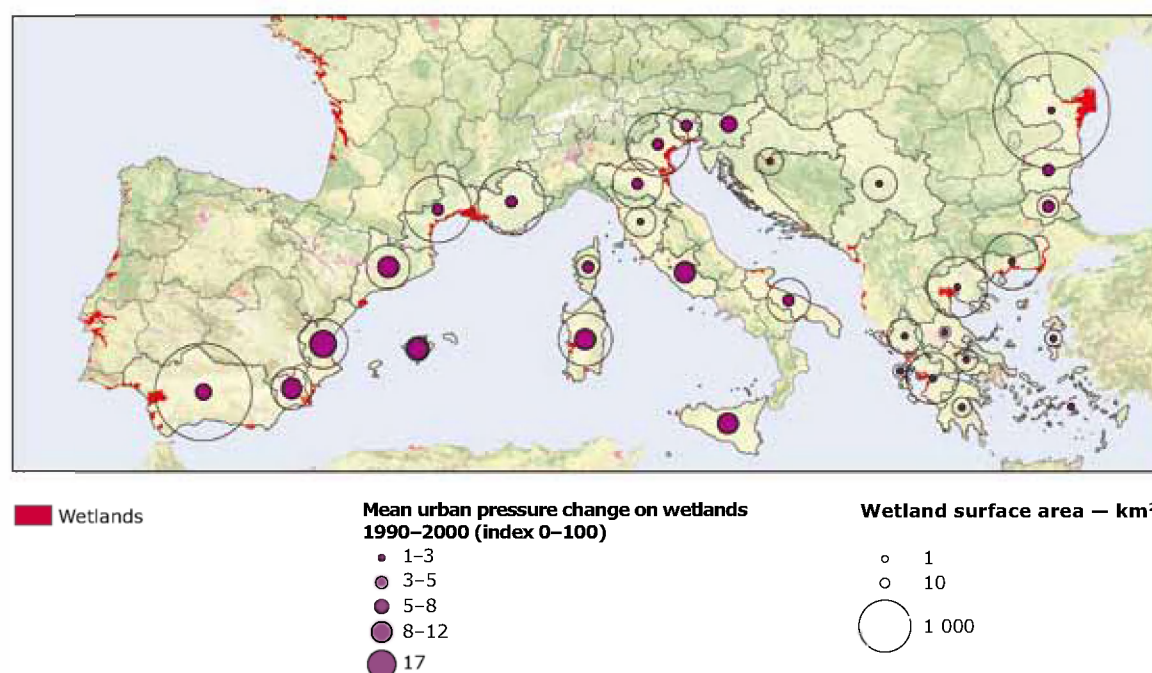 Wetlands
Mean urban pressure change on wetlands
1990–2000 (index 0–100)
1–3
3–5
5–8
8–12
17
Wetland surface area — km²
1
10
1 000